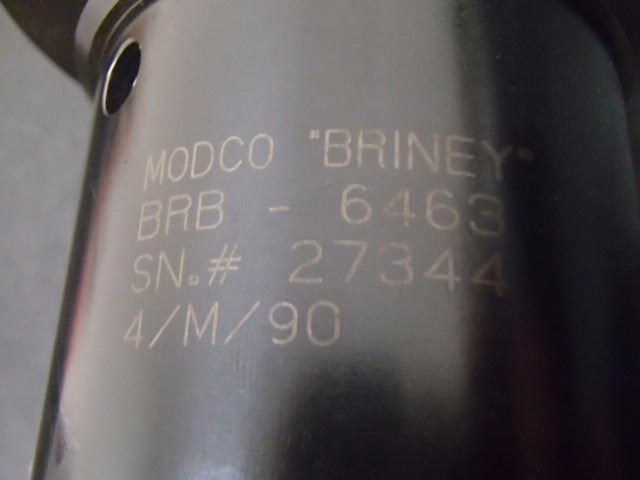 MODCO "BRINEY"
BRB - 6463
SN.# 27344
4/M/90